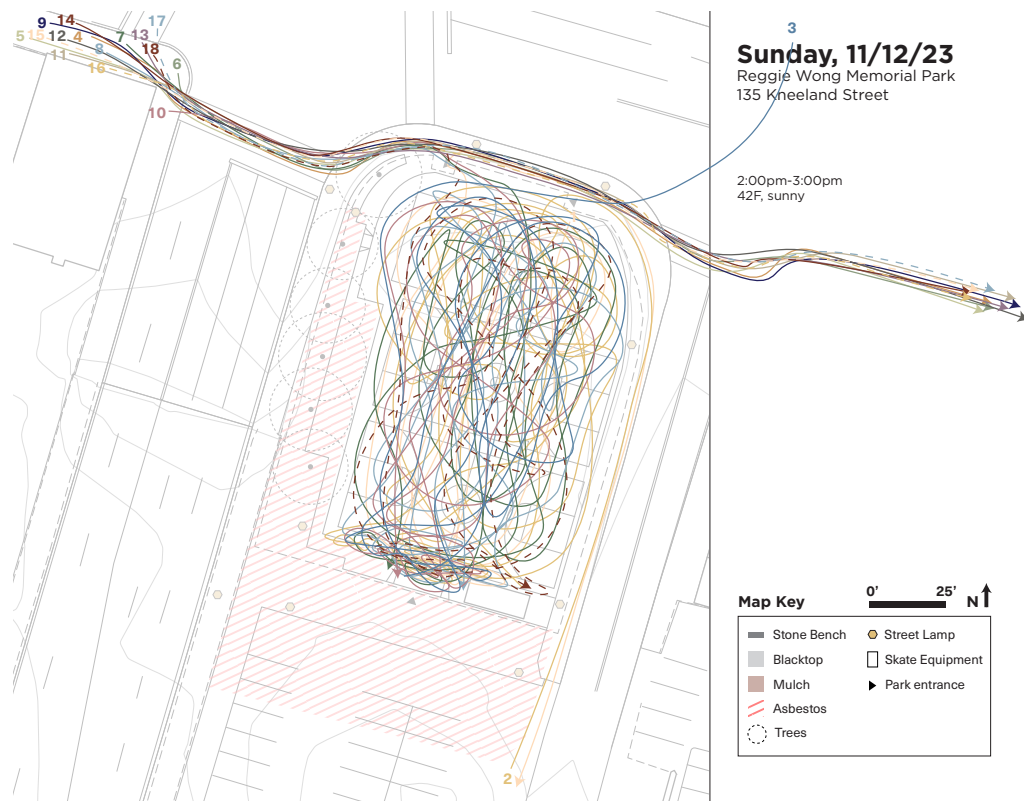 9 14 17
5 15 12 4 7 13
8 18
11 6
16
10
3
Sunday, 11/12/23
Reggie Wong Memorial Park
135 Kneeland Street
2:00pm-3:00pm
42F, sunny
2
Map Key
0' 25' N
Stone Bench
Street Lamp
Blacktop
Skate Equipment
Mulch
Park entrance
Asbestos
Trees